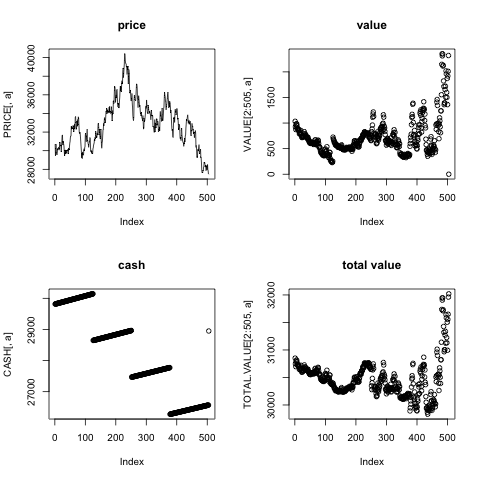 price
PRICE[, a]
28000 32000 36000 40000
0 100 200 300 400 500
Index
value
VALUE[2:505, a]
0 500 1500
0 100 200 300 400 500
Index
cash
CASH[, a]
27000 29000
0 100 200 300 400 500
Index
total value
TOTAL.VALUE[2:505, a]
30000 31000 32000
0 100 200 300 400 500
Index